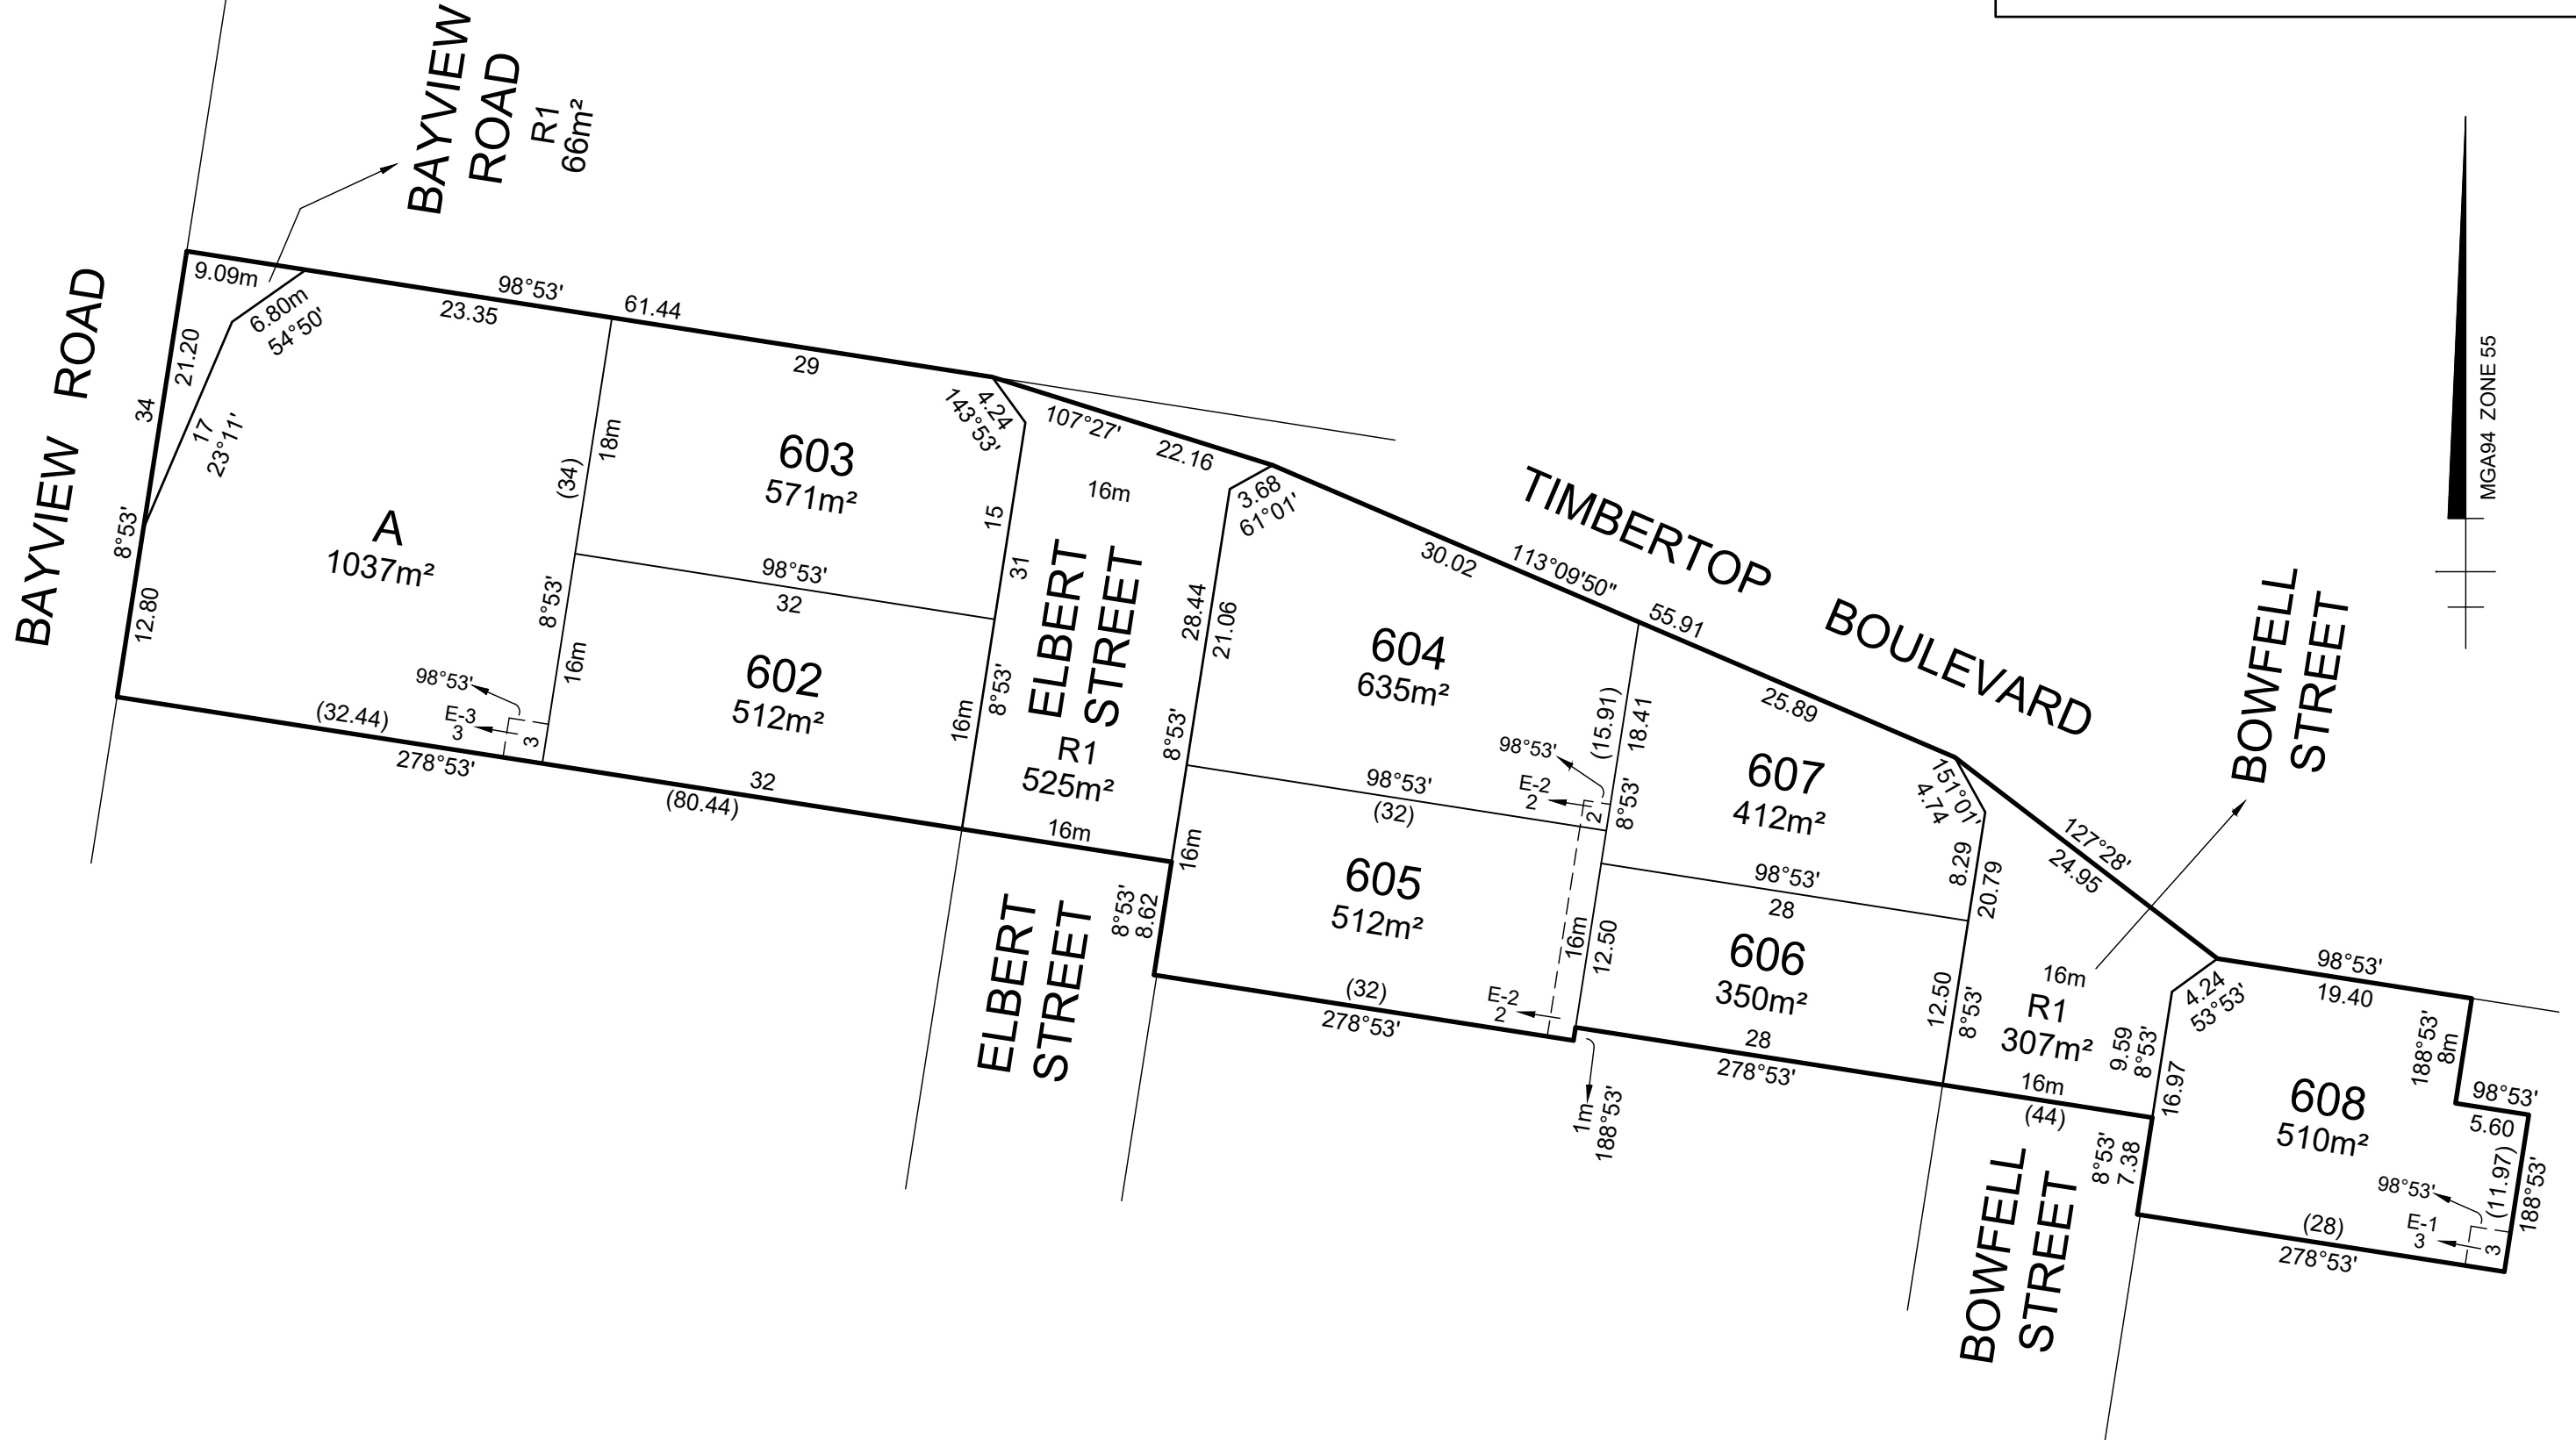 BAYVIEW
ROAD
R1
66m²
BAYVIEW ROAD
9.09m
6.80m
54°50'
98°53'
23.35
61.44
21.20
34
17
23°11'
8°53'
12.80
A
1037m²
(34)
8°53'
18m
16m
98°53'
E-3
3
3
(32.44)
278°53'
29
603
571m²
4.24
143°53'
15
31
98°53'
32
602
512m²
16m
8°53'
32
(80.44)
107°27'
22.16
16m
ELBERT
STREET
R1
525m²
16m
ELBERT
STREET
3.68
61°01'
28.44
21.06
8°53'
16m
8°53'
8.62
TIMBERTOP BOULEVARD
30.02
113°09'50"
55.91
25.89
604
635m²
(15.91)
18.41
8°53'
98°53'
E-2
2
2
98°53'
(32)
605
512m²
16m
12.50
E-2
2
(32)
278°53'
1m
188°53'
607
412m²
151°01'
4.74
8.29
20.79
98°53'
28
606
350m²
12.50
8°53'
28
278°53'
127°28'
24.95
BOWFELL
STREET
16m
R1
307m²
16m
(44)
BOWFELL
STREET
4.24
53°53'
9.59
8°53'
16.97
8°53'
7.38
98°53'
19.40
188°53'
8m
98°53'
5.60
608
510m²
(11.97)
188°53'
98°53'
E-1
3
3
(28)
278°53'
MGA94 ZONE 55